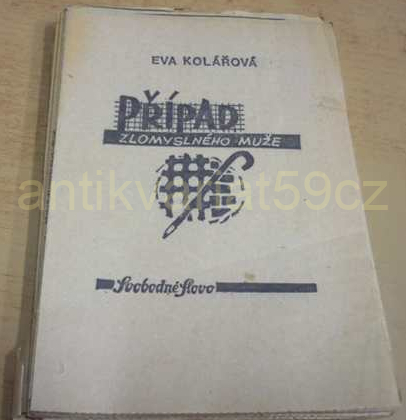 EVA KOLÁŘOVÁ
PŘÍPAD
ZLOMYSLNÉHO MUŽE
antikvariat59cz
Svobodné slovo